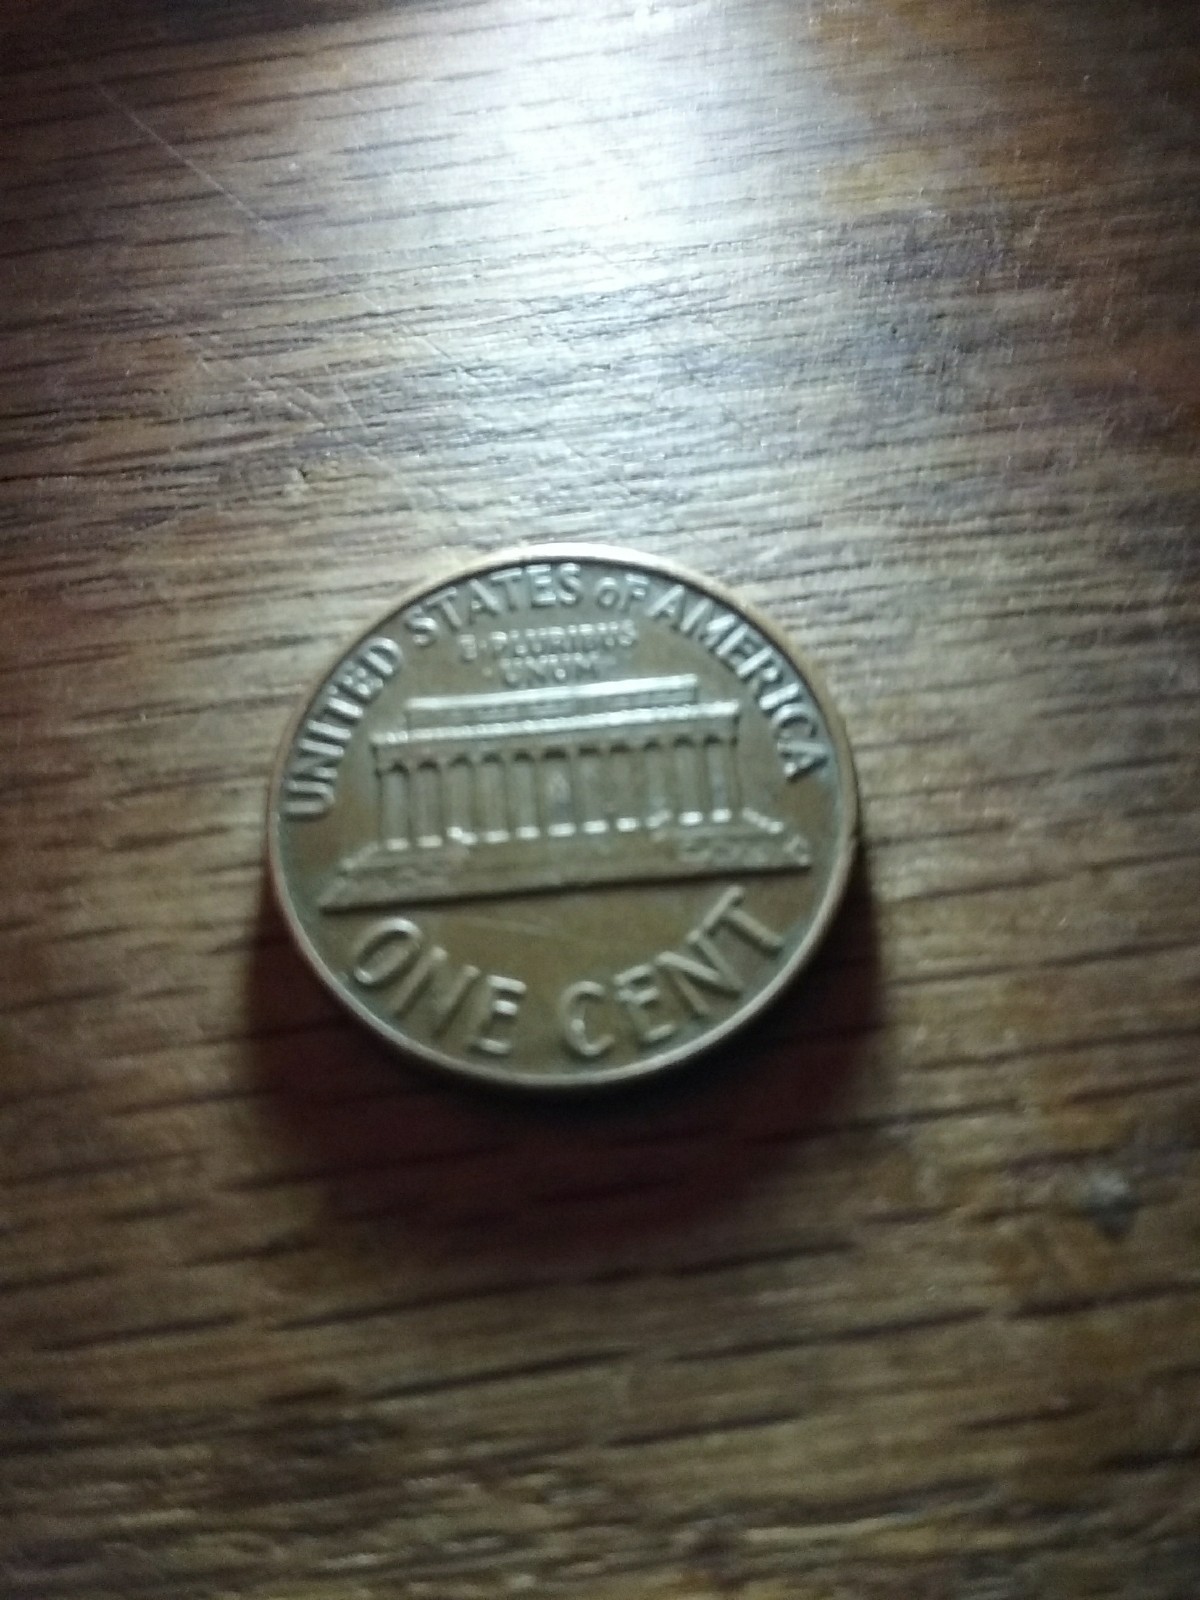 UNITED STATES OF AMERICA
E PLURIBUS
UNUM
ONE CENT